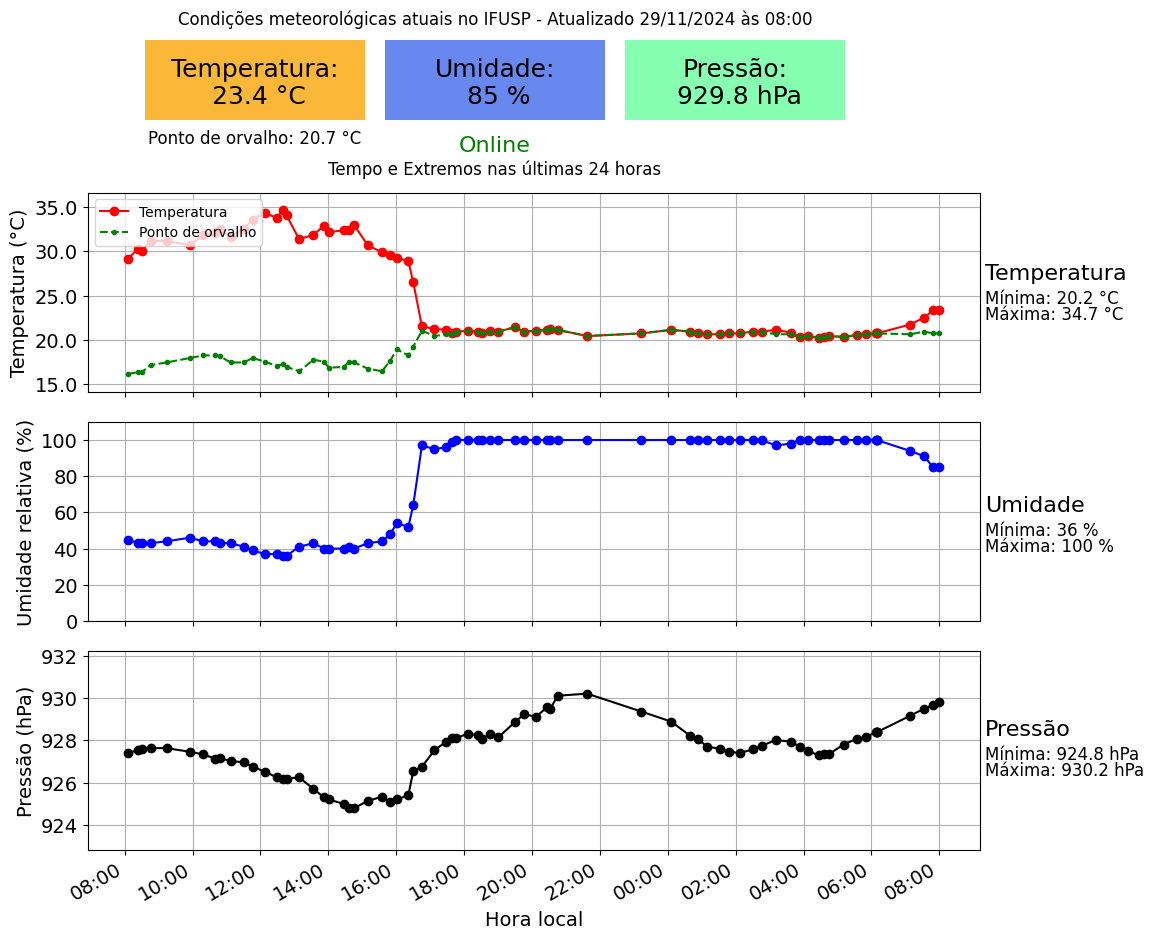 Condições meteorológicas atuais no IFUSP - Atualizado 29/11/2024 às 08:00
Temperatura:
23.4 °C
Umidade:
85 %
Pressão:
929.8 hPa
Ponto de orvalho: 20.7 °C
Online
Tempo e Extremos nas últimas 24 horas
Temperatura (°C)
35.0
30.0
25.0
20.0
15.0
Temperatura
Ponto de orvalho
Temperatura
Mínima: 20.2 °C
Máxima: 34.7 °C
Umidade relativa (%)
100
80
60
40
20
0
Umidade
Mínima: 36 %
Máxima: 100 %
Pressão (hPa)
932
930
928
926
924
Pressão
Mínima: 924.8 hPa
Máxima: 930.2 hPa
08:00
10:00
12:00
14:00
16:00
18:00
20:00
22:00
00:00
02:00
04:00
06:00
08:00
Hora local